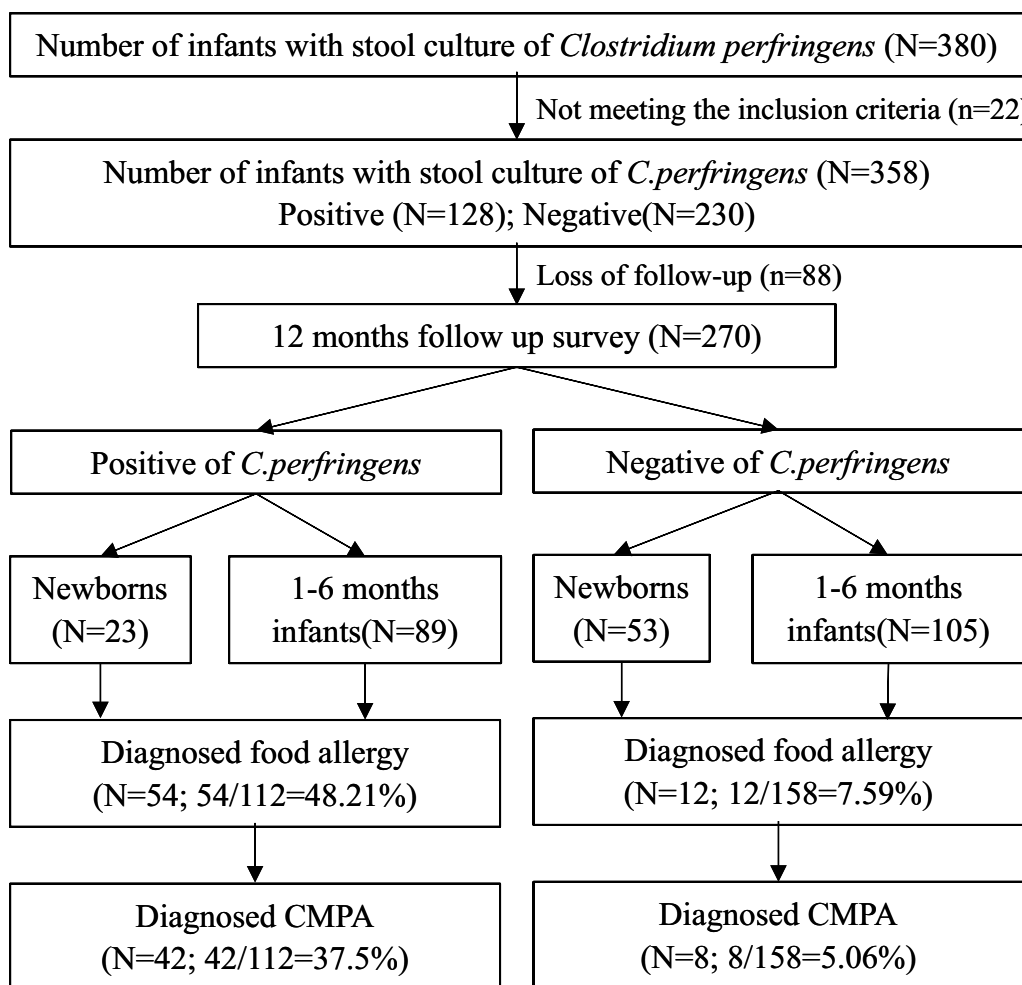 Number of infants with stool culture of Clostridium perfringens (N=380)
Not meeting the inclusion criteria (n=22)
Number of infants with stool culture of C.perfringens (N=358)
Positive (N=128); Negative(N=230)
Loss of follow-up (n=88)
12 months follow up survey (N=270)
Positive of C.perfringens
Negative of C.perfringens
Newborns
(N=23)
1-6 months
infants(N=89)
Newborns
(N=53)
1-6 months
infants(N=105)
Diagnosed food allergy
(N=54; 54/112=48.21%)
Diagnosed food allergy
(N=12; 12/158=7.59%)
Diagnosed CMPA
(N=42; 42/112=37.5%)
Diagnosed CMPA
(N=8; 8/158=5.06%)